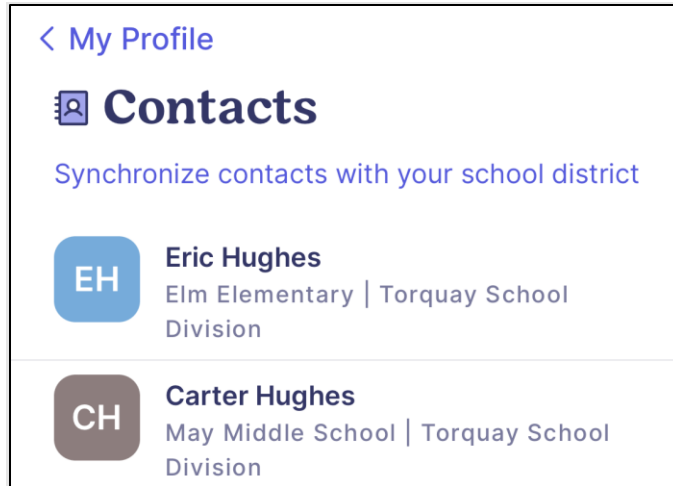 < My Profile
Contacts
Synchronize contacts with your school district
EH
Eric Hughes
Elm Elementary | Torquay School
Division
CH
Carter Hughes
May Middle School | Torquay School
Division